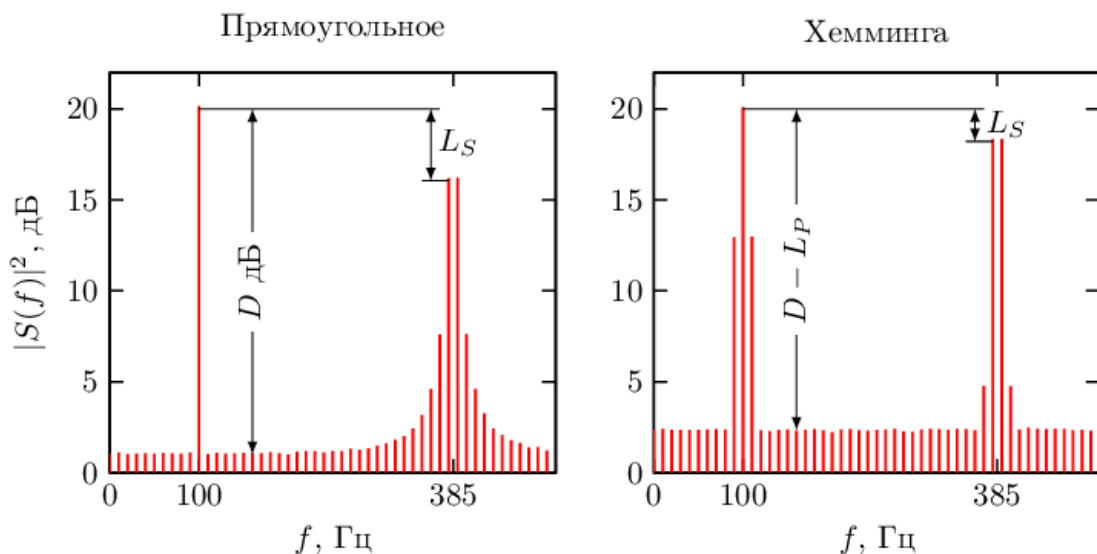 Прямоугольное
Хемминга
|S(f)|², дБ
20
15
10
5
0
D дБ
L_S
0 100 385
f, Гц
20
15
10
5
0
D − L_P
L_S
0 100 385
f, Гц